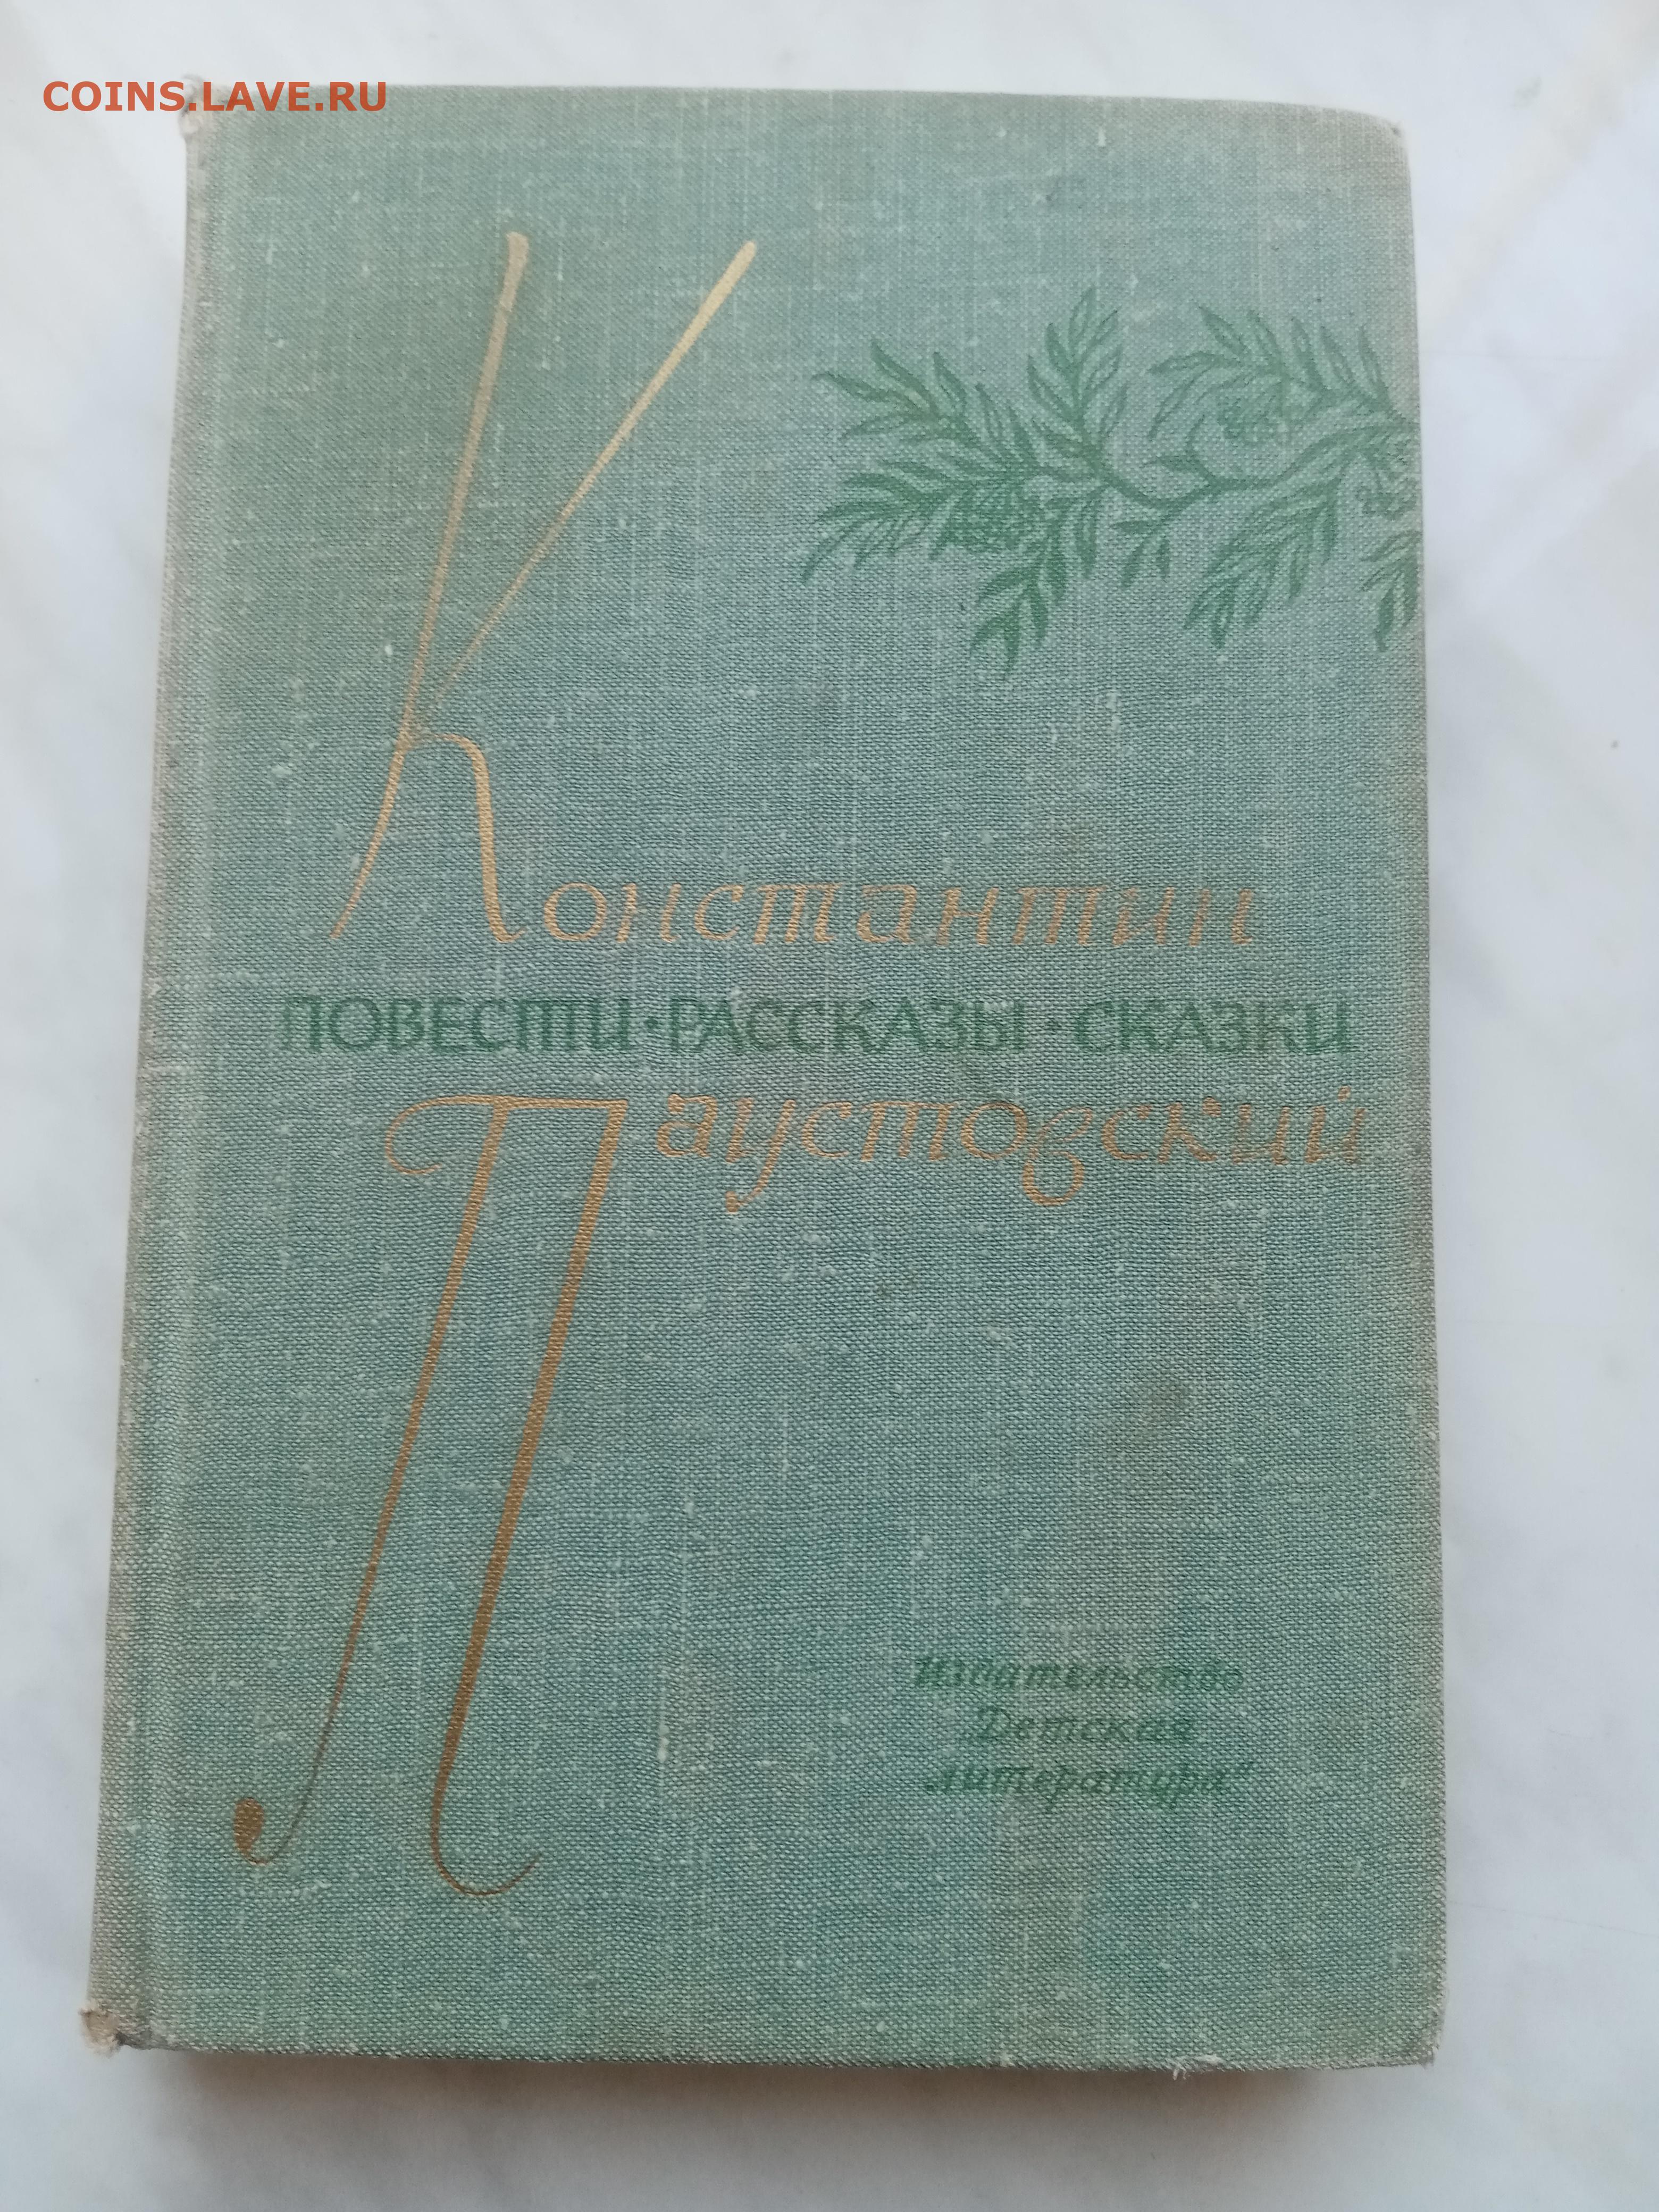 COINS.LAVE.RU
Константин
ПОВЕСТИ·РАССКАЗЫ·СКАЗКИ
Паустовский
Издательство
"Детская
литература"